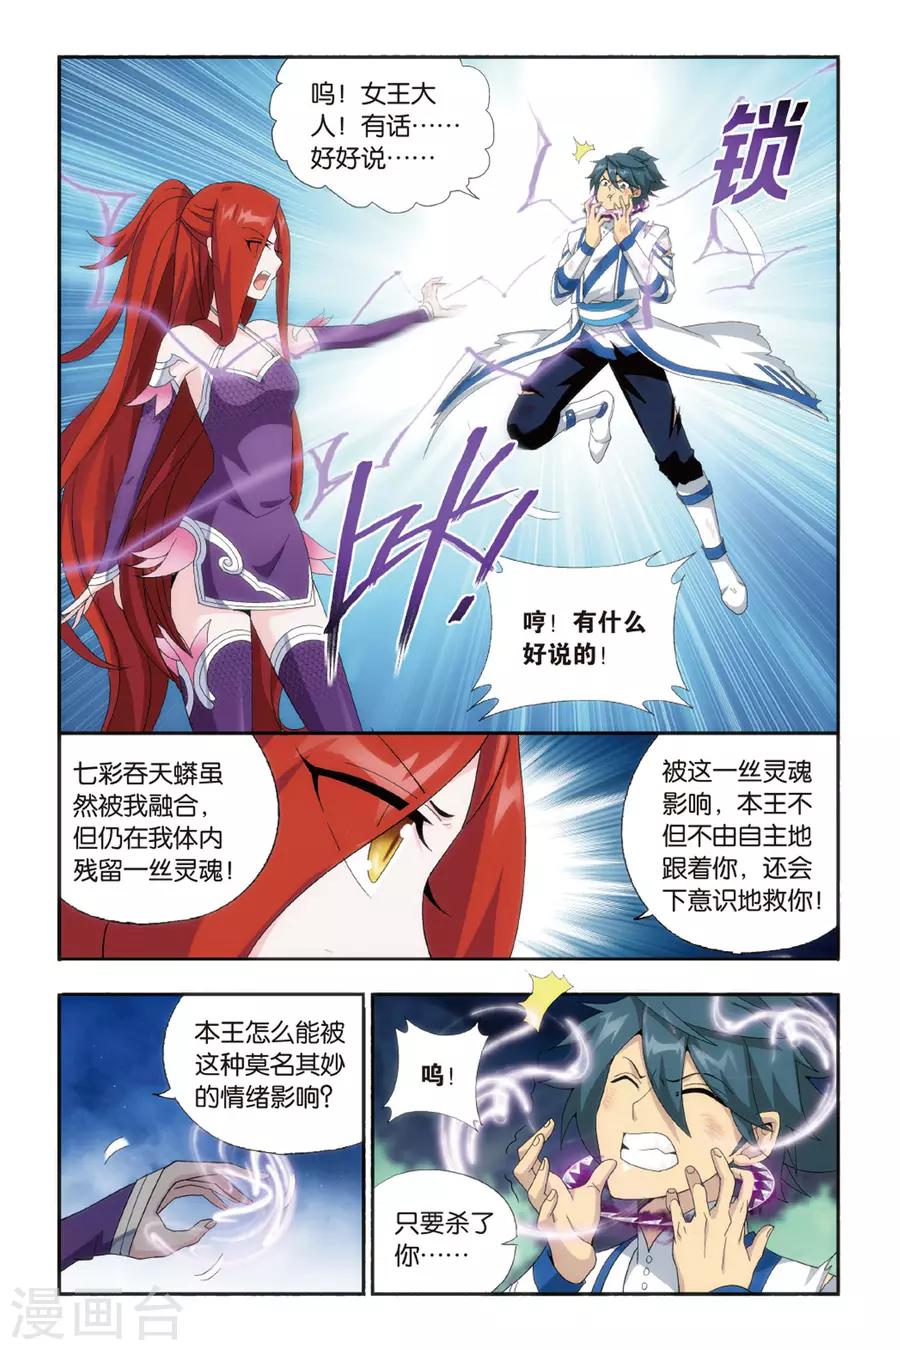 呜！女王大
人！有话……
好好说……
锁
咔！
哼！有什么
好说的！
七彩吞天蟒虽
然被我融合，
但仍在我体内
残留一丝灵魂！
被这一丝灵魂
影响，本王不
但不由自主地
跟着你，还会
下意识地救你！
本王怎么能被
这种莫名其妙
的情绪影响？
呜！
只要杀了
你……
漫画台